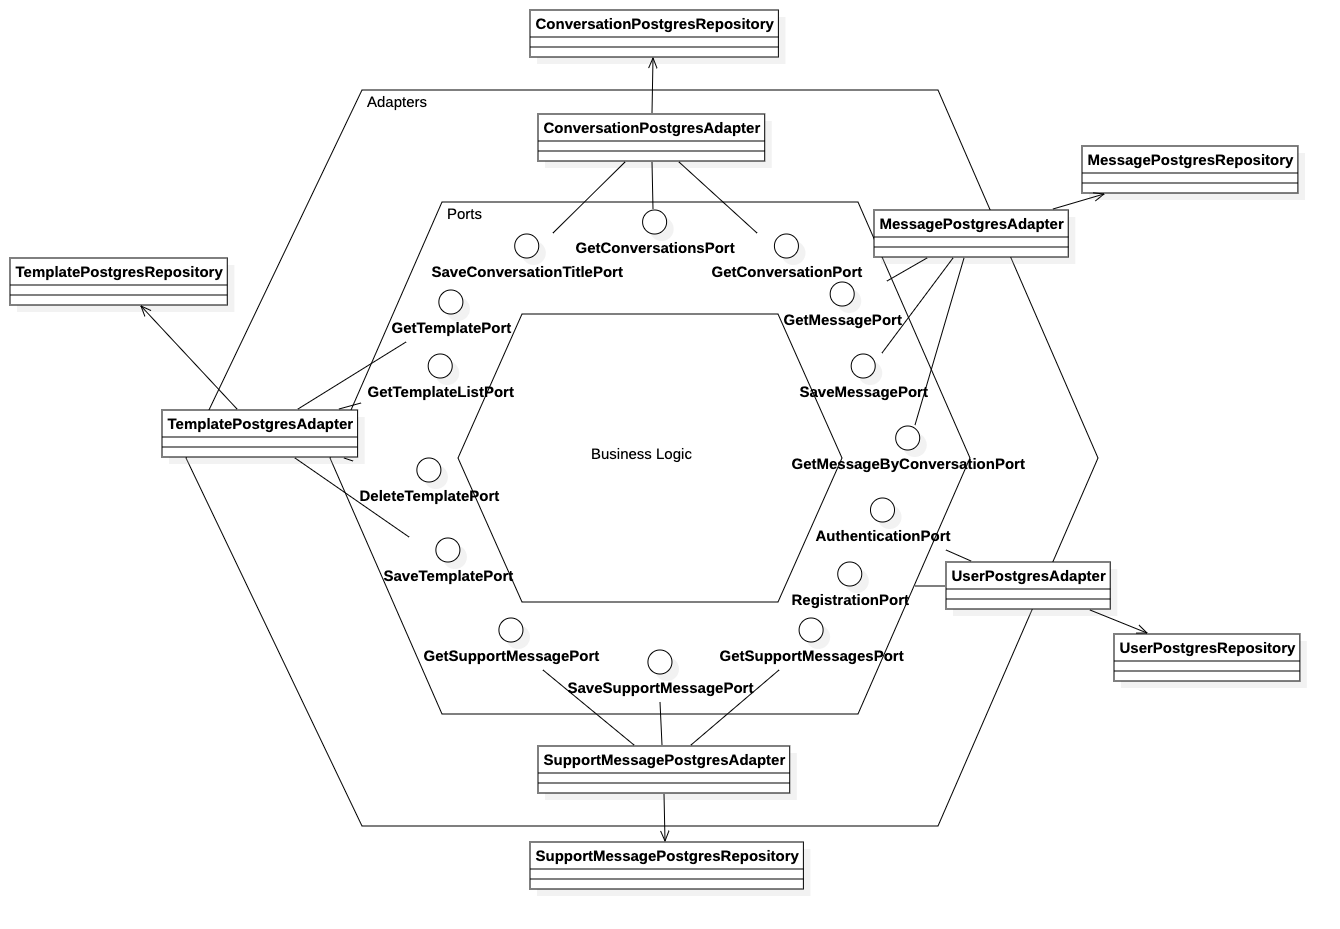 ConversationPostgresRepository
Adapters
ConversationPostgresAdapter
MessagePostgresRepository
Ports
MessagePostgresAdapter
GetConversationsPort
SaveConversationTitlePort
GetConversationPort
TemplatePostgresRepository
GetMessagePort
GetTemplatePort
GetTemplateListPort
SaveMessagePort
TemplatePostgresAdapter
Business Logic
GetMessageByConversationPort
DeleteTemplatePort
AuthenticationPort
SaveTemplatePort
UserPostgresAdapter
RegistrationPort
GetSupportMessagePort
GetSupportMessagesPort
UserPostgresRepository
SaveSupportMessagePort
SupportMessagePostgresAdapter
SupportMessagePostgresRepository